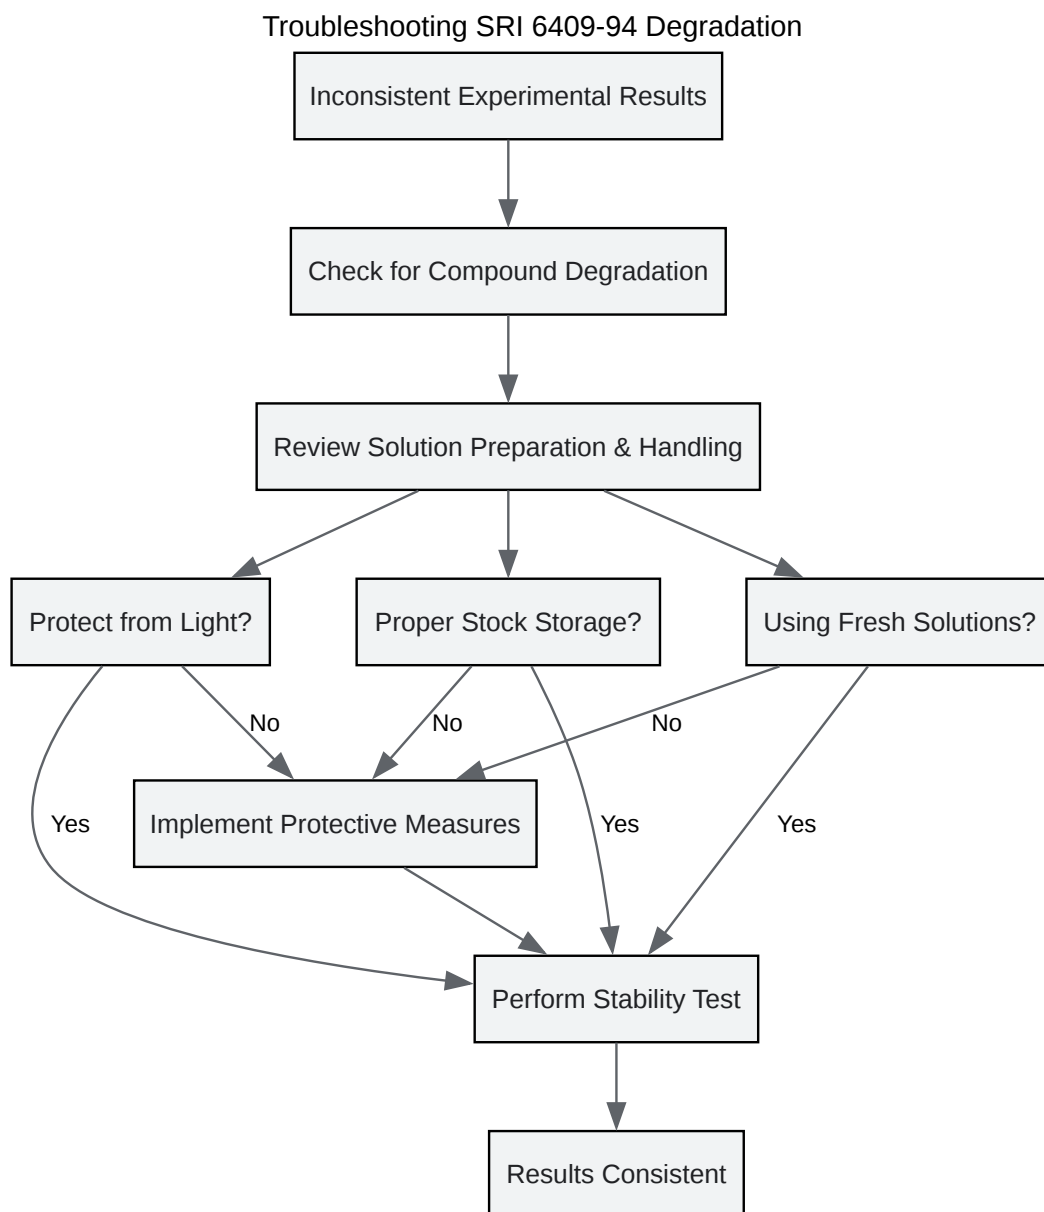 Troubleshooting SRI 6409-94 Degradation
Inconsistent Experimental Results
Check for Compound Degradation
Review Solution Preparation & Handling
Protect from Light?
Proper Stock Storage?
Using Fresh Solutions?
No
No
No
Yes
Implement Protective Measures
Yes
Yes
Perform Stability Test
Results Consistent